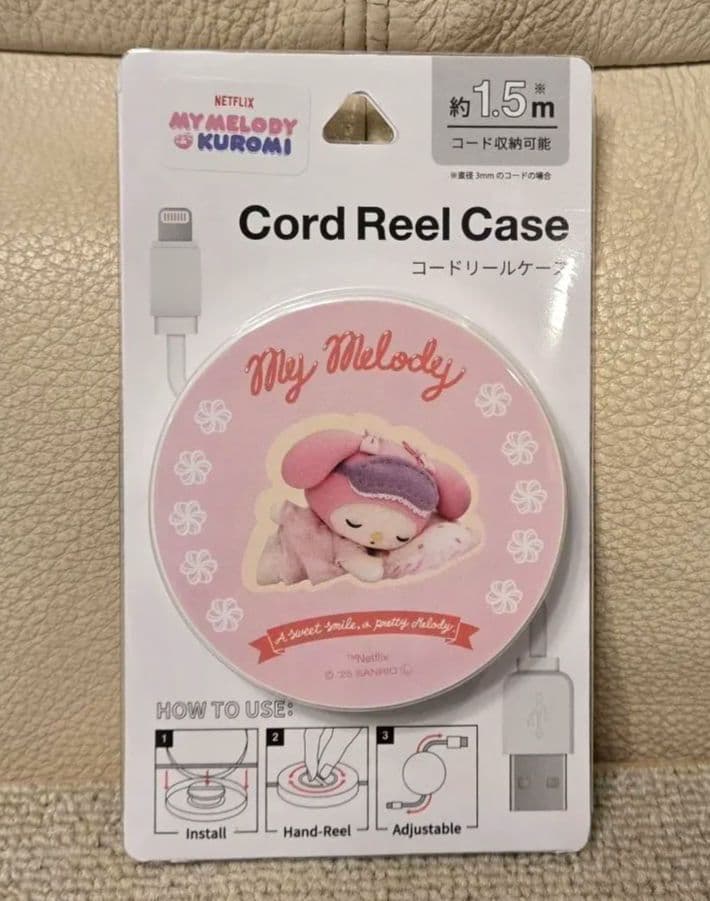 NETFLIX
MY MELODY
KUROMI
約1.5m※
コード収納可能
※直径3mmのコードの場合
Cord Reel Case
コードリールケース
My Melody
A sweet smile, a pretty Melody.
™Netflix
© '25 SANRIO Ⓛ
HOW TO USE:
1
2
3
Install
Hand-Reel
Adjustable